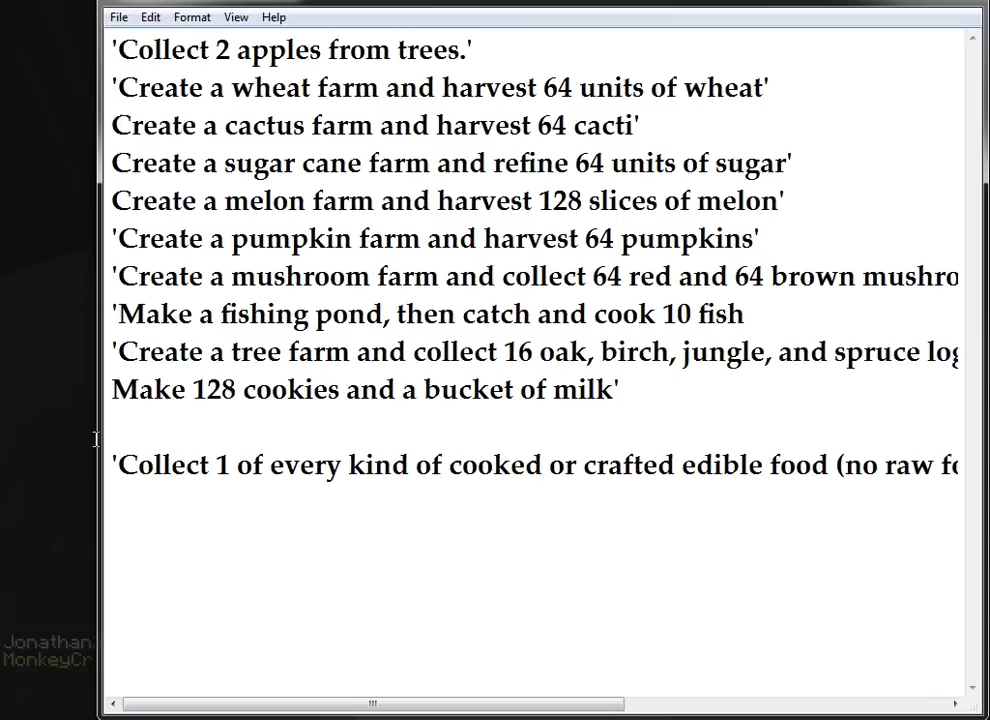 File Edit Format View Help
'Collect 2 apples from trees.'
'Create a wheat farm and harvest 64 units of wheat'
Create a cactus farm and harvest 64 cacti'
Create a sugar cane farm and refine 64 units of sugar'
Create a melon farm and harvest 128 slices of melon'
'Create a pumpkin farm and harvest 64 pumpkins'
'Create a mushroom farm and collect 64 red and 64 brown mushro
'Make a fishing pond, then catch and cook 10 fish
'Create a tree farm and collect 16 oak, birch, jungle, and spruce log
Make 128 cookies and a bucket of milk'
'Collect 1 of every kind of cooked or crafted edible food (no raw fo
Jonathan
MonkeyCr